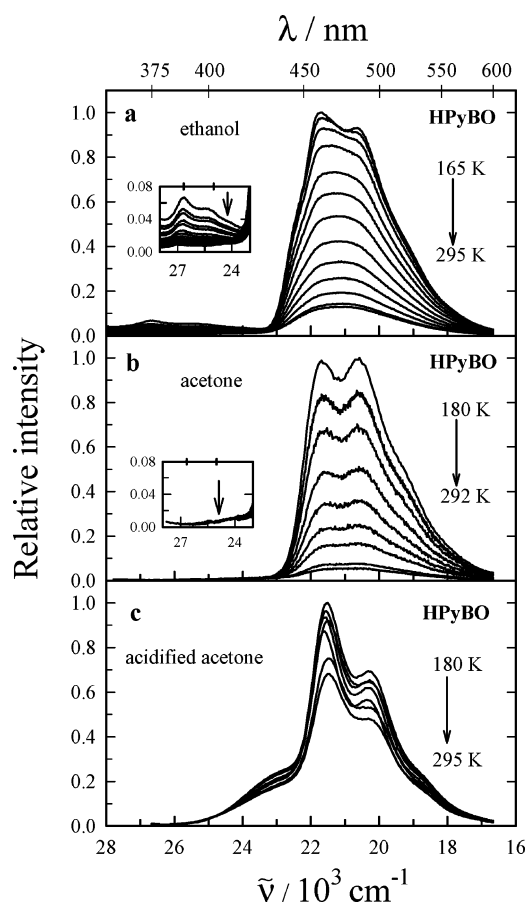 λ / nm
375 400 450 500 550 600
1.0
a
ethanol
HPyBO
0.8
165 K
0.08
0.6
0.04
0.4
0.00
295 K
27 24
0.2
0.0
1.0
b
acetone
HPyBO
0.8
180 K
0.6
0.08
0.4
0.04
292 K
0.00
27 24
0.2
0.0
1.0
c
HPyBO
acidified acetone
0.8
180 K
0.6
0.4
295 K
0.2
0.0
28 24 22 20 18 16
ν̃ / 10³ cm⁻¹
Relative intensity